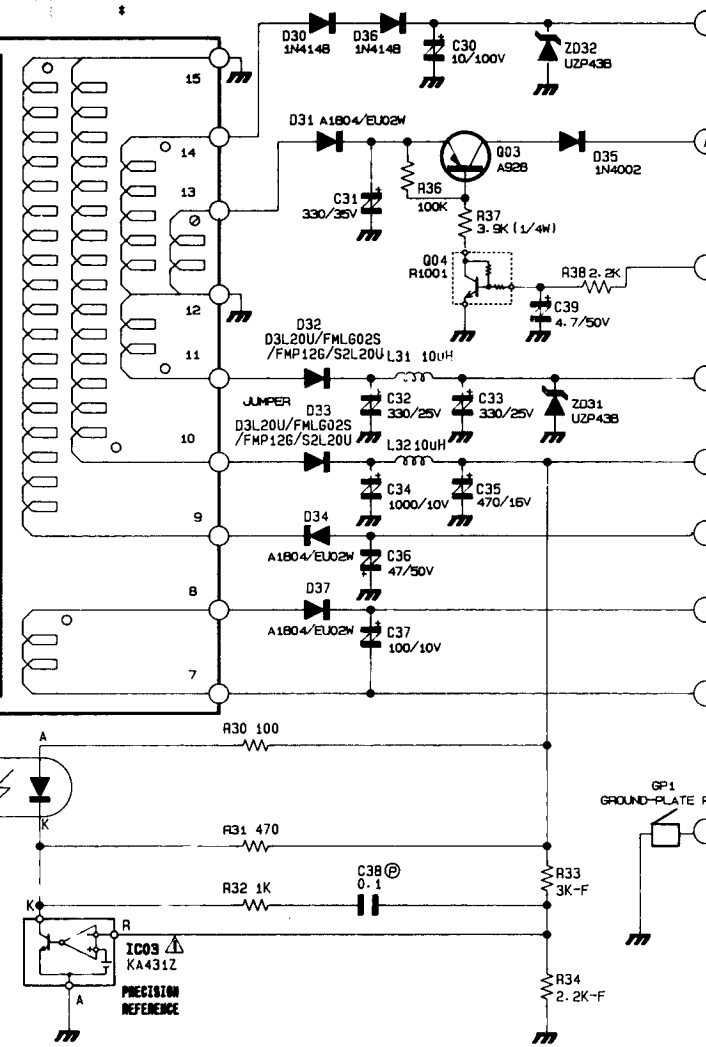 *
D30 D36
1N4148 1N4148
C30
10/100V
ZD32
UZP43B
15
D31 A1804/EU02W
14
Q03
A928
D35
1N4002
13
C31
330/35V
R36
100K
R37
3.9K(1/4W)
Q04
R1001
R38 2.2K
C39
4.7/50V
12
D32
D3L20U/FML602S
/FMP12G/S2L20U
L31 10uH
11
JUMPER
D33
D3L20U/FML602S
/FMP12G/S2L20U
C32
330/25V
C33
330/25V
ZD31
UZP43B
L32 10uH
10
C34
1000/10V
C35
470/16V
9
D34
A1804/EU02W
C36
47/50V
8
D37
A1804/EU02W
C37
100/10V
7
R30 100
A
K
GP1
GROUND-PLATE
R31 470
C38 Ⓟ
0.1
R32 1K
R33
3K-F
K
R
IC03
KA431Z
A
PRECISION
REFERENCE
R34
2.2K-F